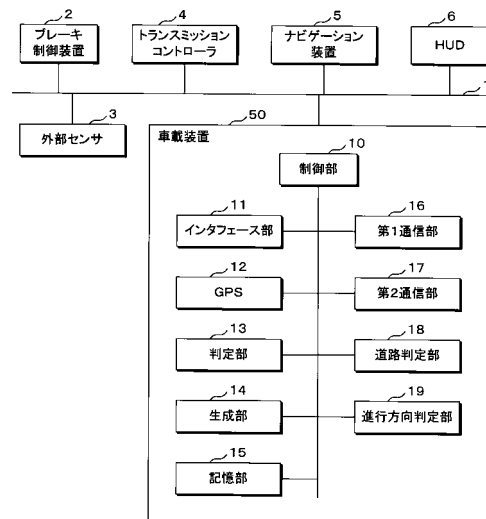 2
ブレーキ
制御装置
4
トランスミッション
コントローラ
5
ナビゲーション
装置
6
HUD
3
外部センサ
50
車載装置
10
制御部
11
インタフェース部
16
第1通信部
12
GPS
17
第2通信部
13
判定部
18
道路判定部
14
生成部
19
進行方向判定部
15
記憶部